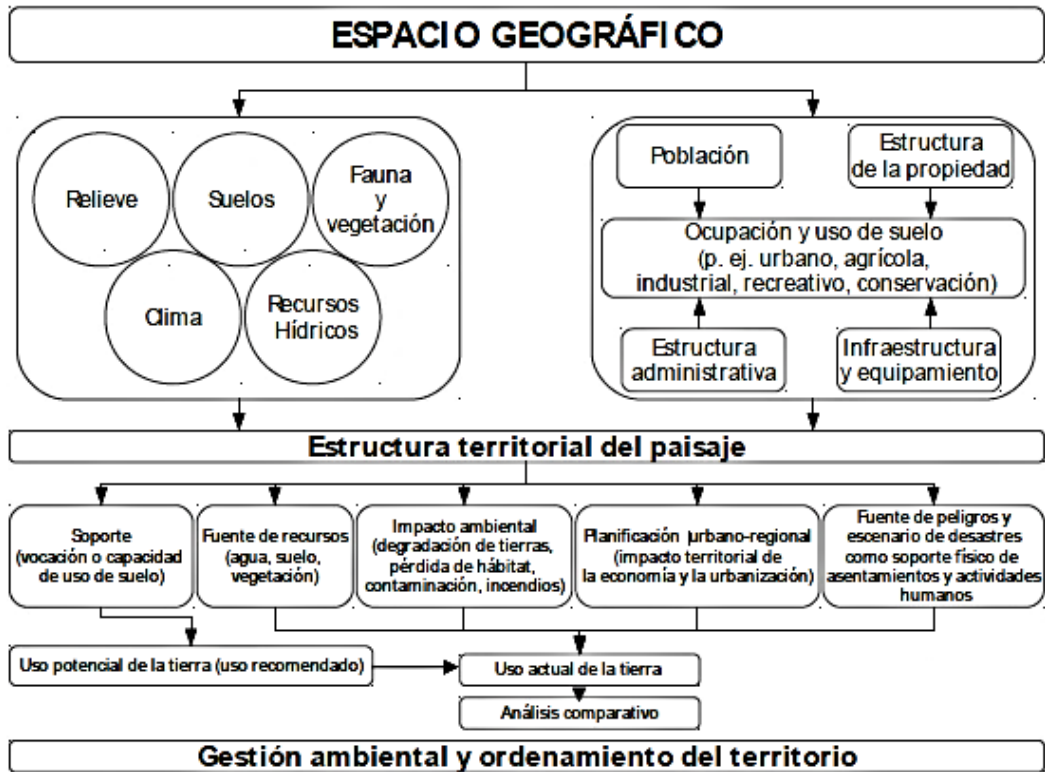 ESPACIO GEOGRÁFICO
Relieve
Suelos
Fauna
y
vegetación
Clima
Recursos
Hídricos
Población
Estructura
de la propiedad
Ocupación y uso de suelo
(p. ej. urbano, agrícola,
industrial, recreativo, conservación)
Estructura
administrativa
Infraestructura
y equipamiento
Estructura territorial del paisaje
Soporte
(vocación o capacidad
de uso de suelo)
Fuente de recursos
(agua, suelo,
vegetación)
Impacto ambiental
(degradación de tierras,
pérdida de hábitat,
contaminación, incendios)
Planificación urbano-regional
(impacto territorial de
la economía y la urbanización)
Fuente de peligros y
escenario de desastres
como soporte físico de
asentamientos y actividades
humanos
Uso potencial de la tierra (uso recomendado)
Uso actual de la tierra
Análisis comparativo
Gestión ambiental y ordenamiento del territorio